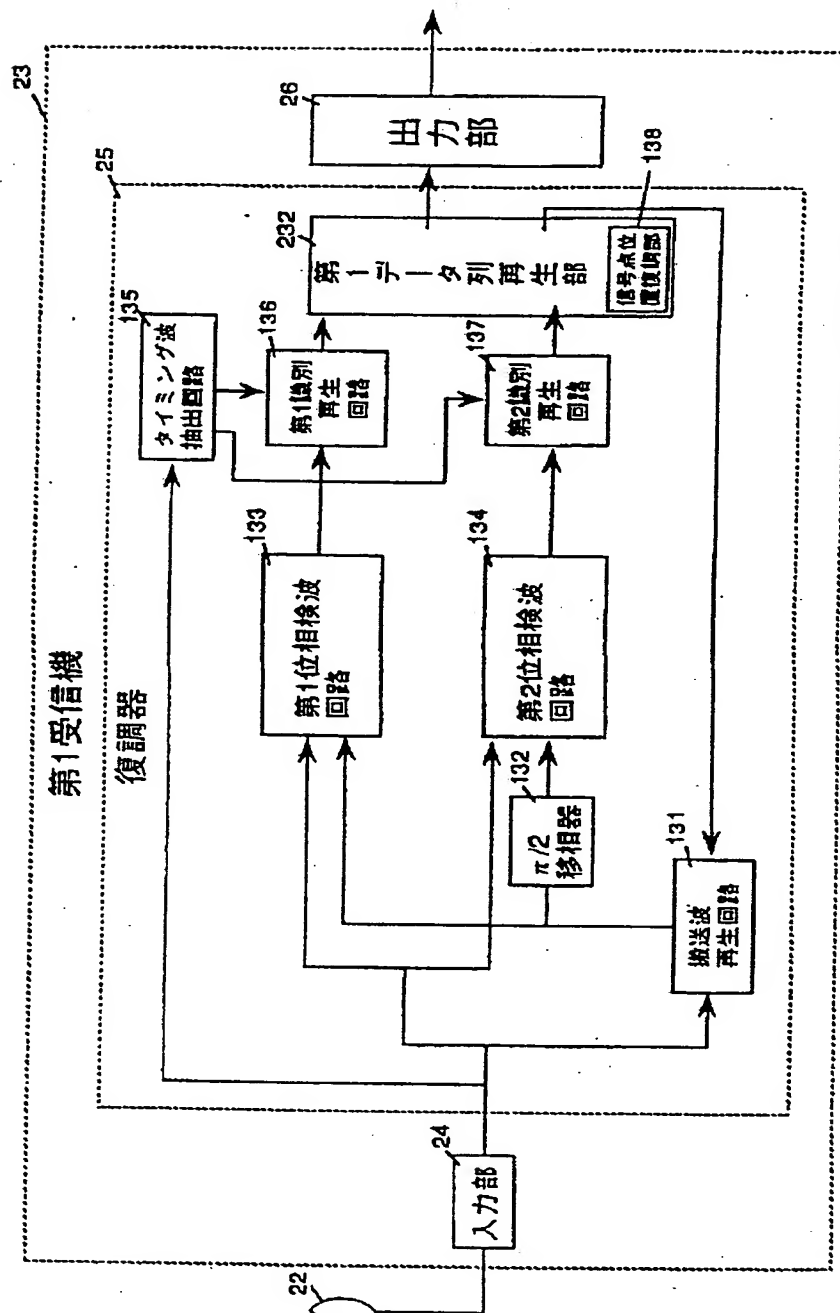 第1受信機
23
復調器
25
22
24
入力部
135
タイミング波
抽出回路
133
第1位相検波
回路
136
第1識別
再生
回路
134
第2位相検波
回路
137
第2識別
再生
回路
132
π/2
移相器
131
搬送波
再生回路
232
第1データ列再生部
138
信号点位
置復調部
26
出力部